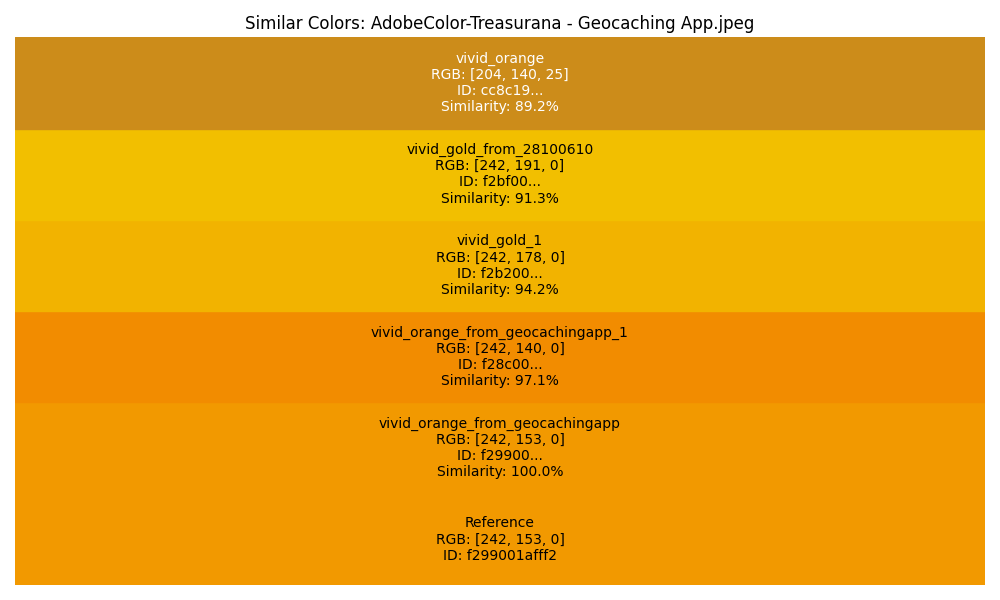 Similar Colors: AdobeColor-Treasurana - Geocaching App.jpeg
vivid_orange
RGB: [204, 140, 25]
ID: cc8c19...
Similarity: 89.2%
vivid_gold_from_28100610
RGB: [242, 191, 0]
ID: f2bf00...
Similarity: 91.3%
vivid_gold_1
RGB: [242, 178, 0]
ID: f2b200...
Similarity: 94.2%
vivid_orange_from_geocachingapp_1
RGB: [242, 140, 0]
ID: f28c00...
Similarity: 97.1%
vivid_orange_from_geocachingapp
RGB: [242, 153, 0]
ID: f29900...
Similarity: 100.0%
Reference
RGB: [242, 153, 0]
ID: f299001afff2